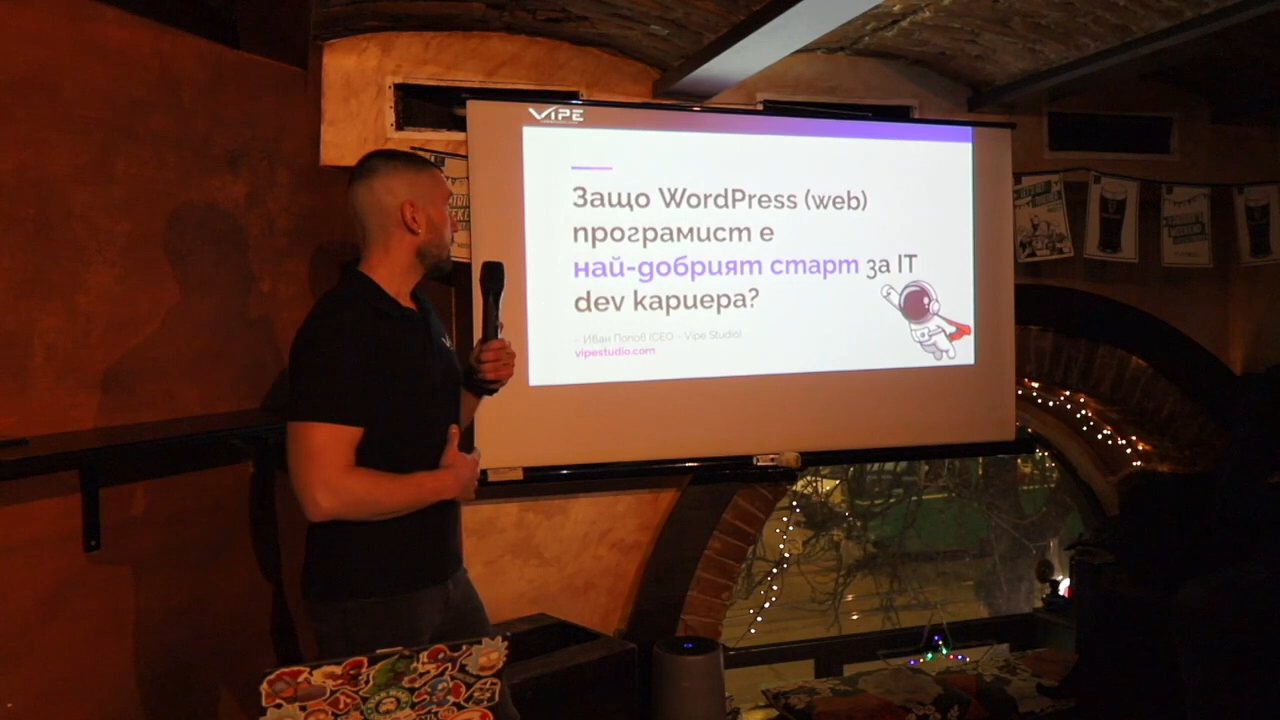 VIPE
Защо WordPress (web)
програмист е
най-добрият старт за IT
dev кариера?
- Иван Попов (CEO - Vipe Studio)
vipestudio.com